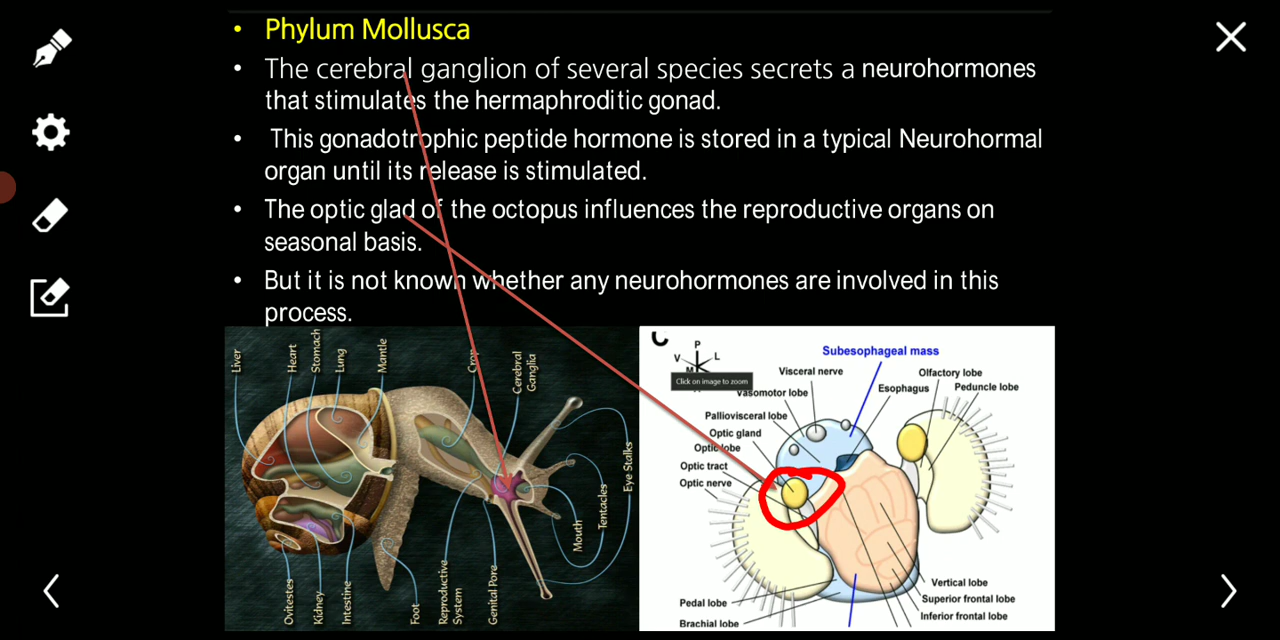 • Phylum Mollusca
• The cerebral ganglion of several species secrets a neurohormones
that stimulates the hermaphroditic gonad.
• This gonadotrophic peptide hormone is stored in a typical Neurohormal
organ until its release is stimulated.
• The optic glad of the octopus influences the reproductive organs on
seasonal basis.
• But it is not known whether any neurohormones are involved in this
process.
Liver
Heart
Stomach
Lung
Mantle
Crop
Cerebral
Ganglia
Eye Stalks
Tentacles
Mouth
Genital Pore
Reproductive
System
Foot
Intestine
Kidney
Ovitestes
C
P
V
L
M
Click on image to zoom
Subesophageal mass
Visceral nerve
Olfactory lobe
Vasomotor lobe
Esophagus
Peduncle lobe
Palliovisceral lobe
Optic gland
Optic lobe
Optic tract
Optic nerve
Vertical lobe
Superior frontal lobe
Inferior frontal lobe
Pedal lobe
Brachial lobe